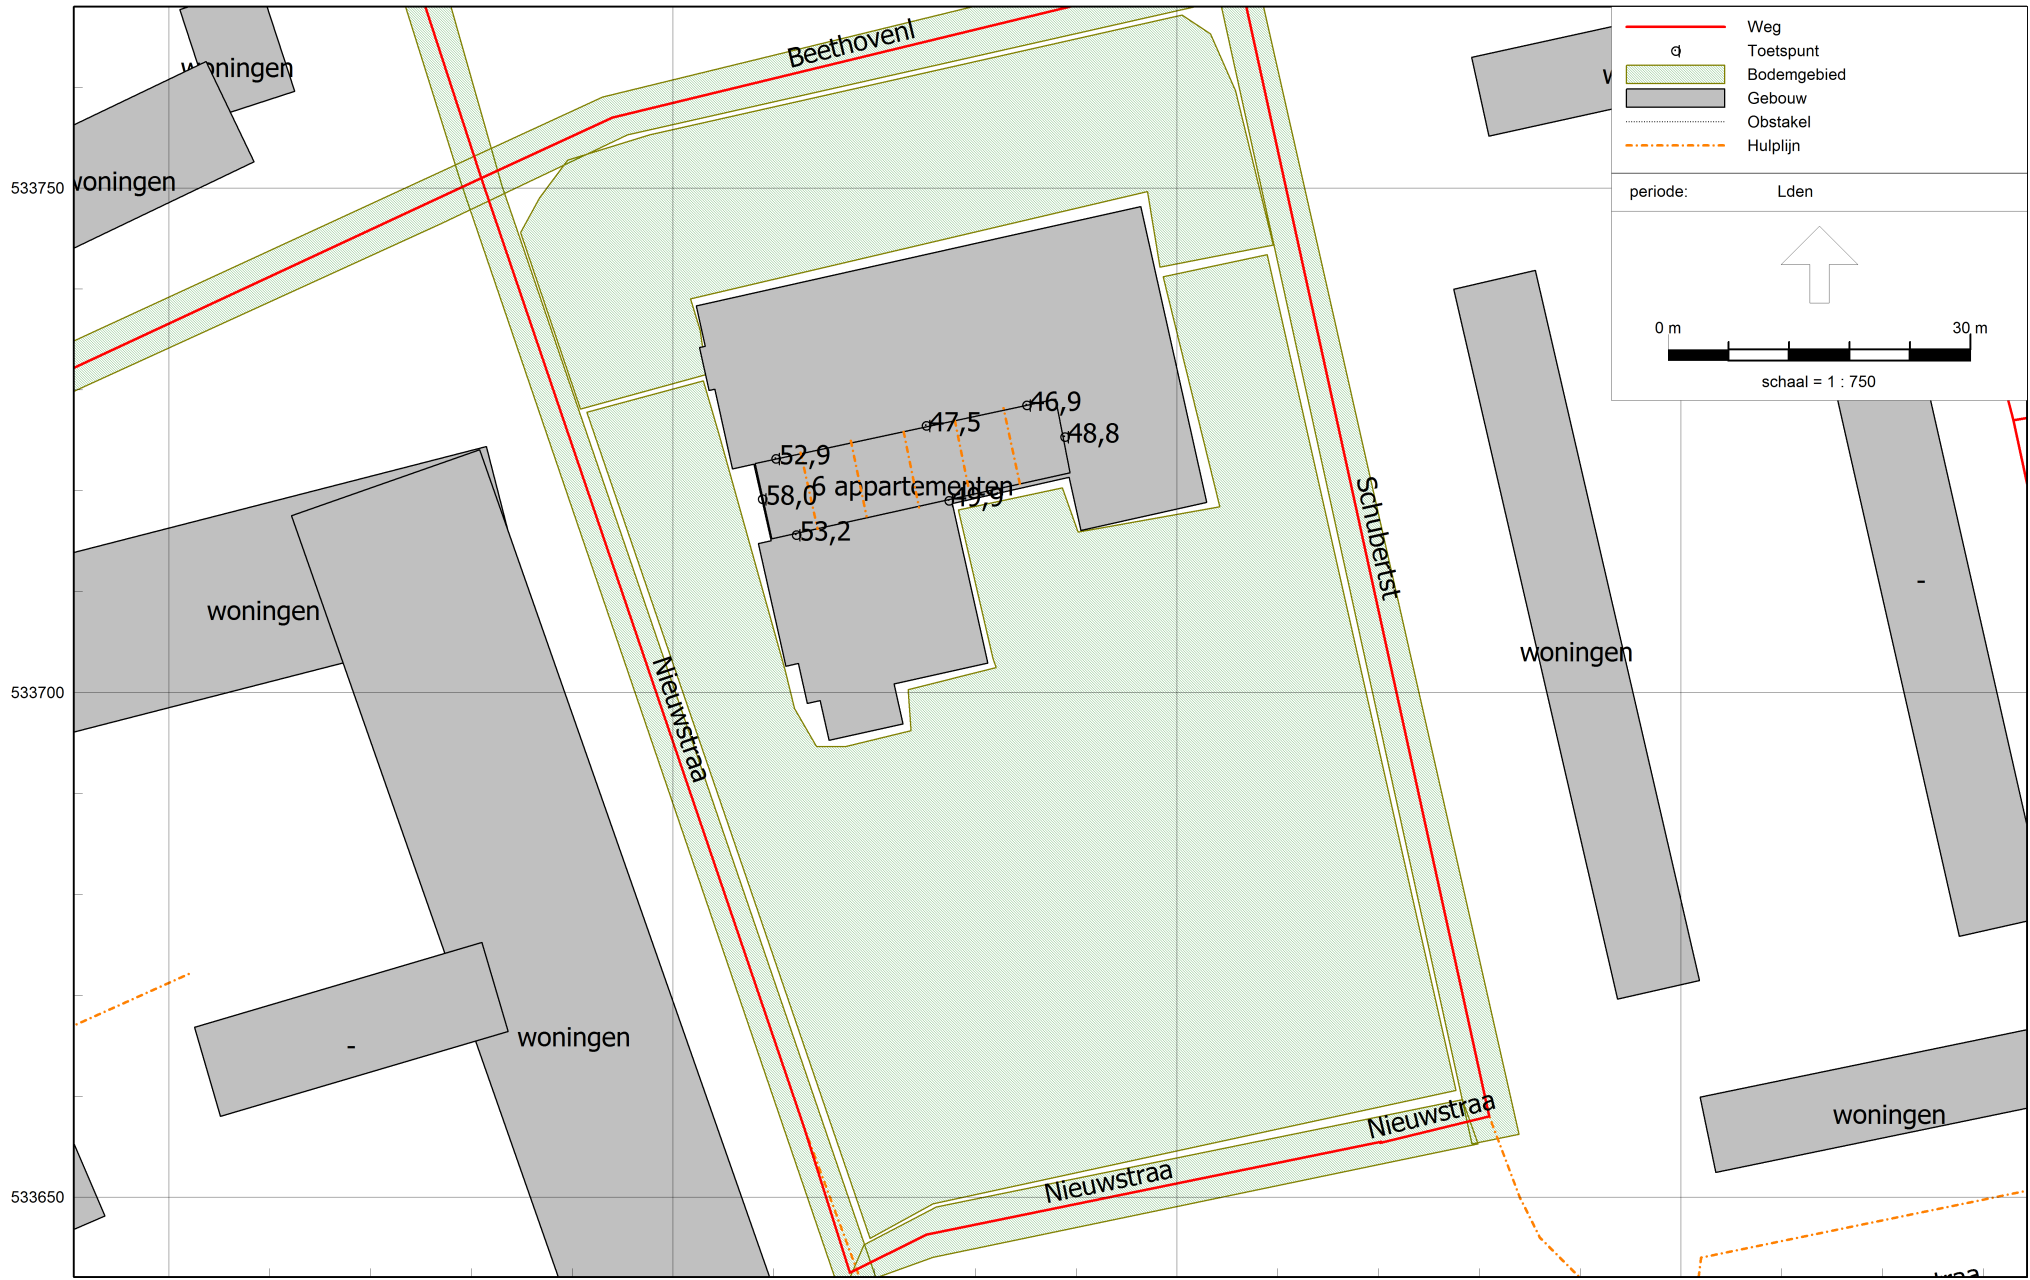 Weg
Toetspunt
Bodemgebied
Gebouw
Obstakel
Hulplijn
periode: Lden
0 m 30 m
schaal = 1 : 750
Beethovenl
woningen
woningen
533750
46,9
47,5
48,8
52,9
6 appartementen
58,0
49,9
53,2
Schubertst
woningen
-
woningen
533700
Nieuwstraa
woningen
-
Nieuwstraa
woningen
Nieuwstraa
533650